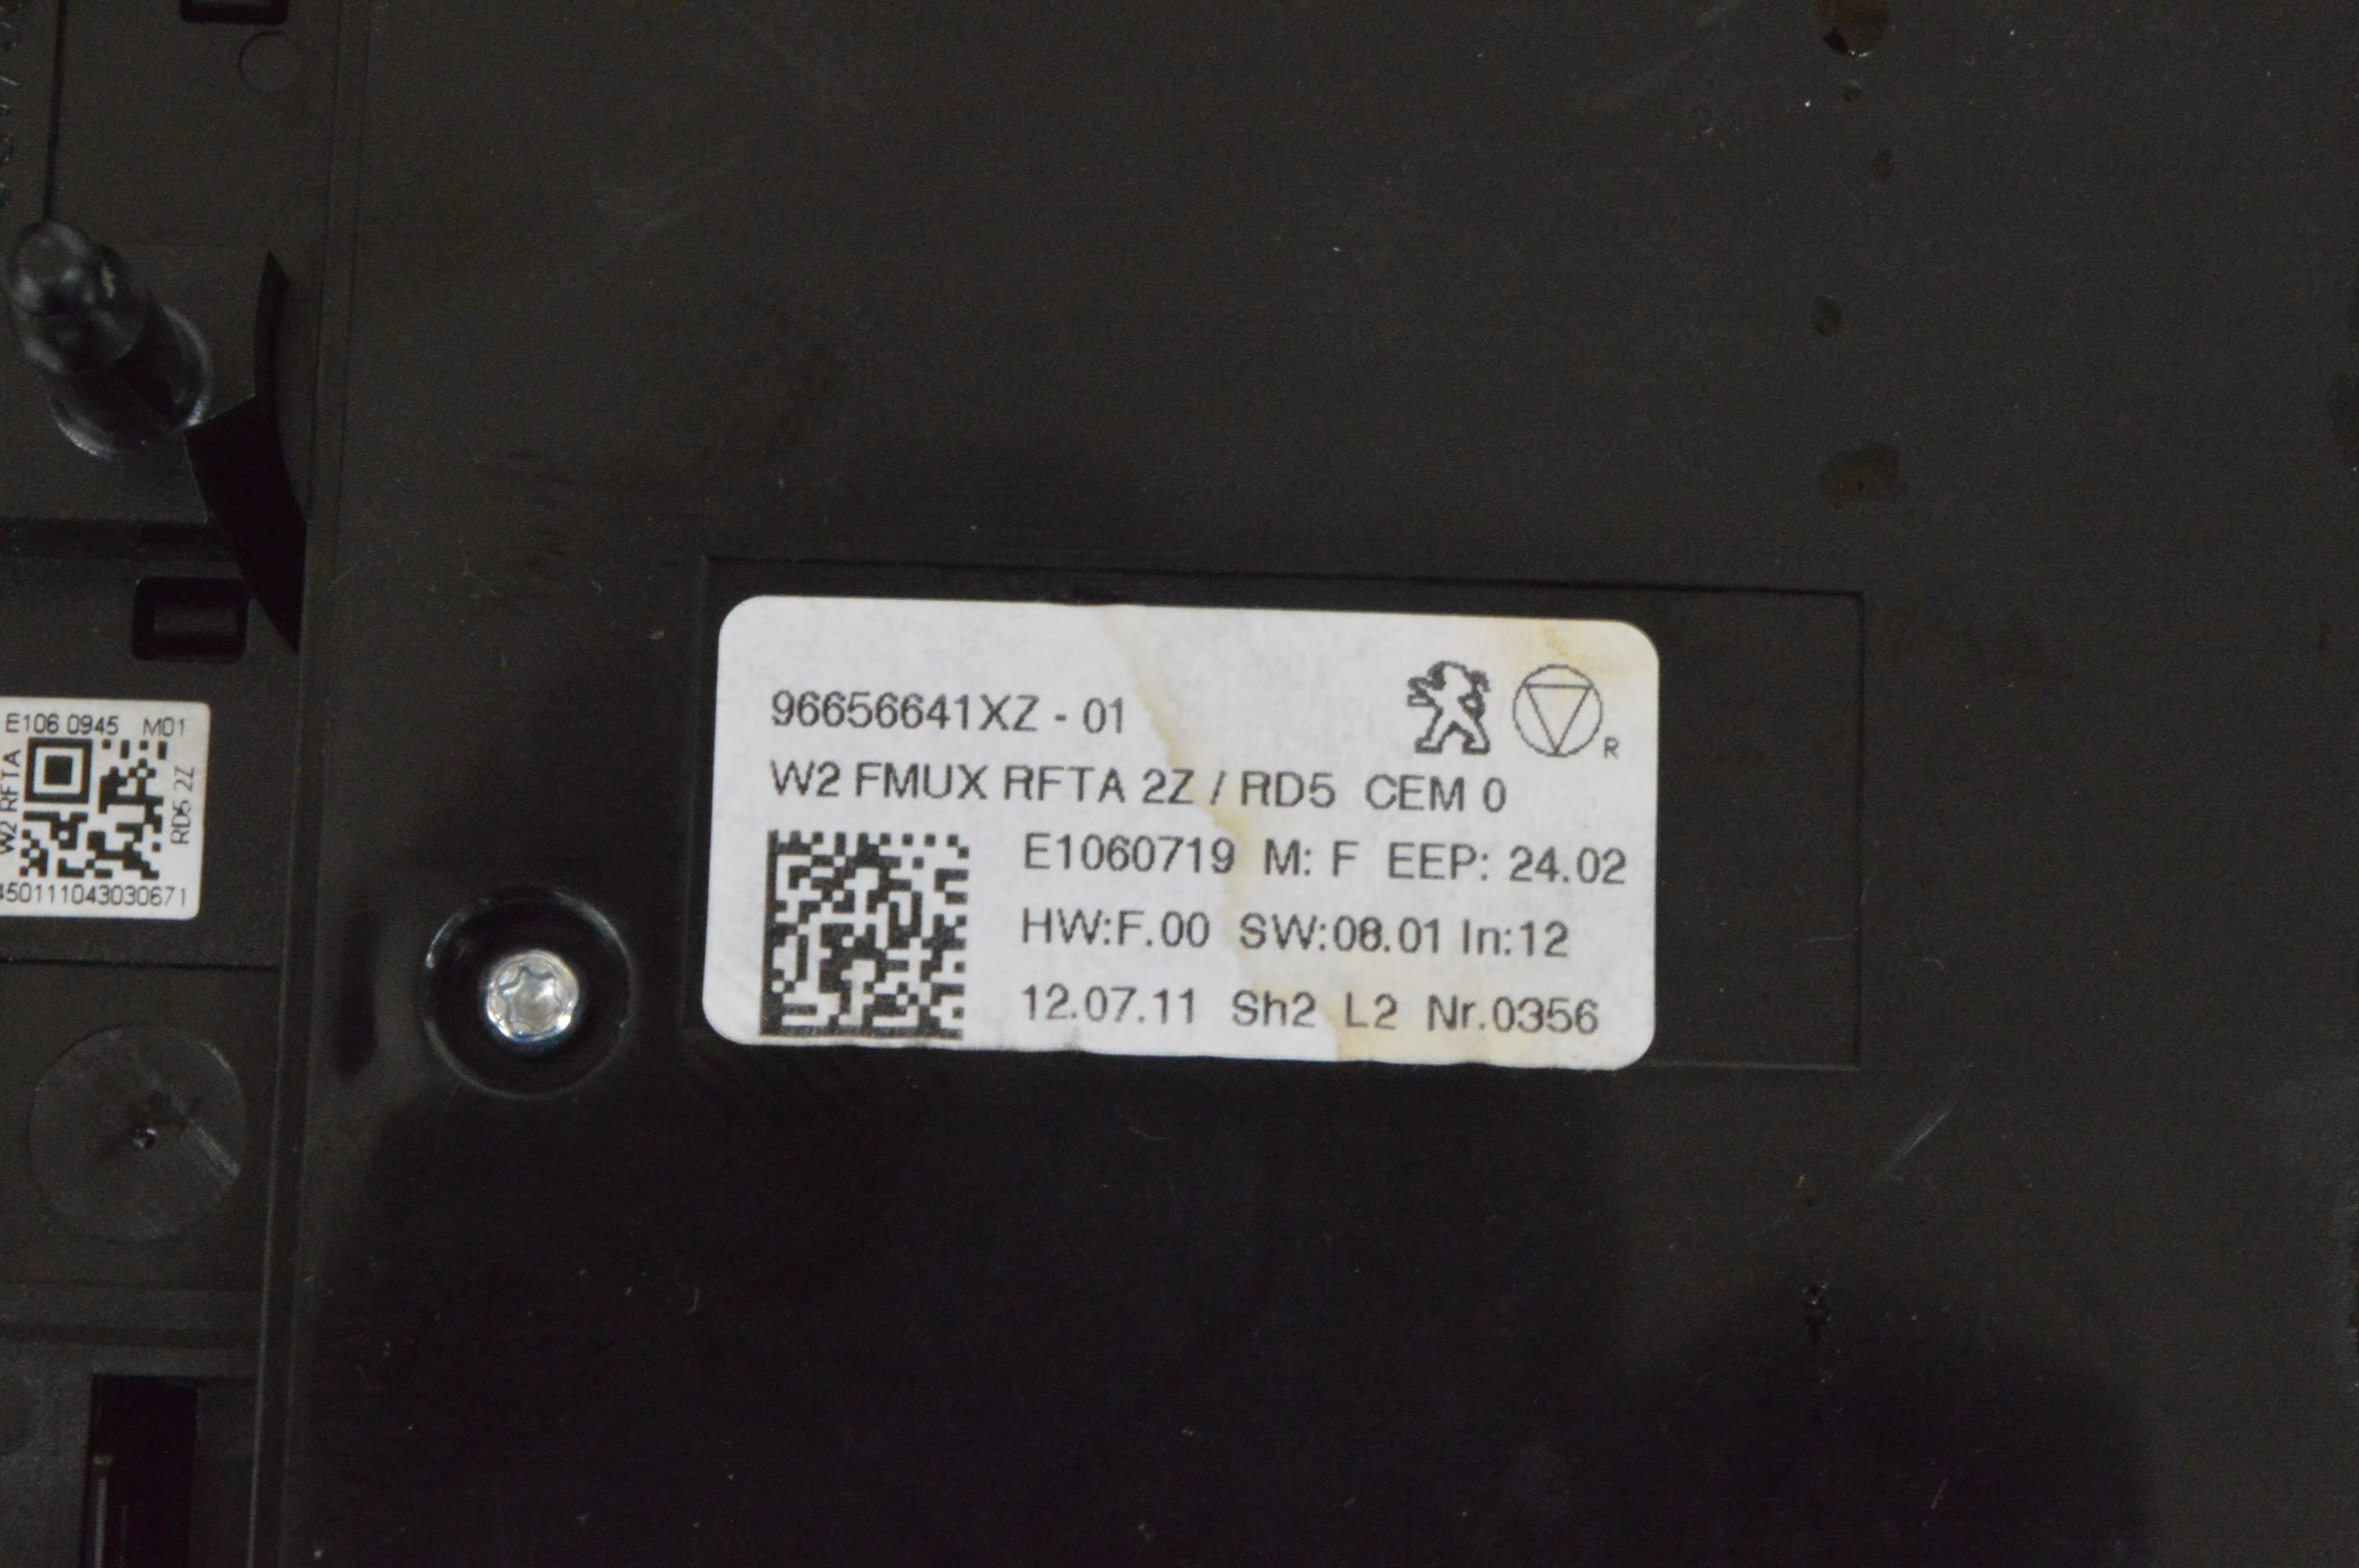 96656641XZ - 01
R
W2 FMUX RFTA 2Z / RD5 CEM 0
E1060719 M: F EEP: 24.02
HW:F.00 SW:08.01 In:12
12.07.11 Sh2 L2 Nr.0356
E106 0945 M01
W2 RFTA
RD5 2Z
450111043030671